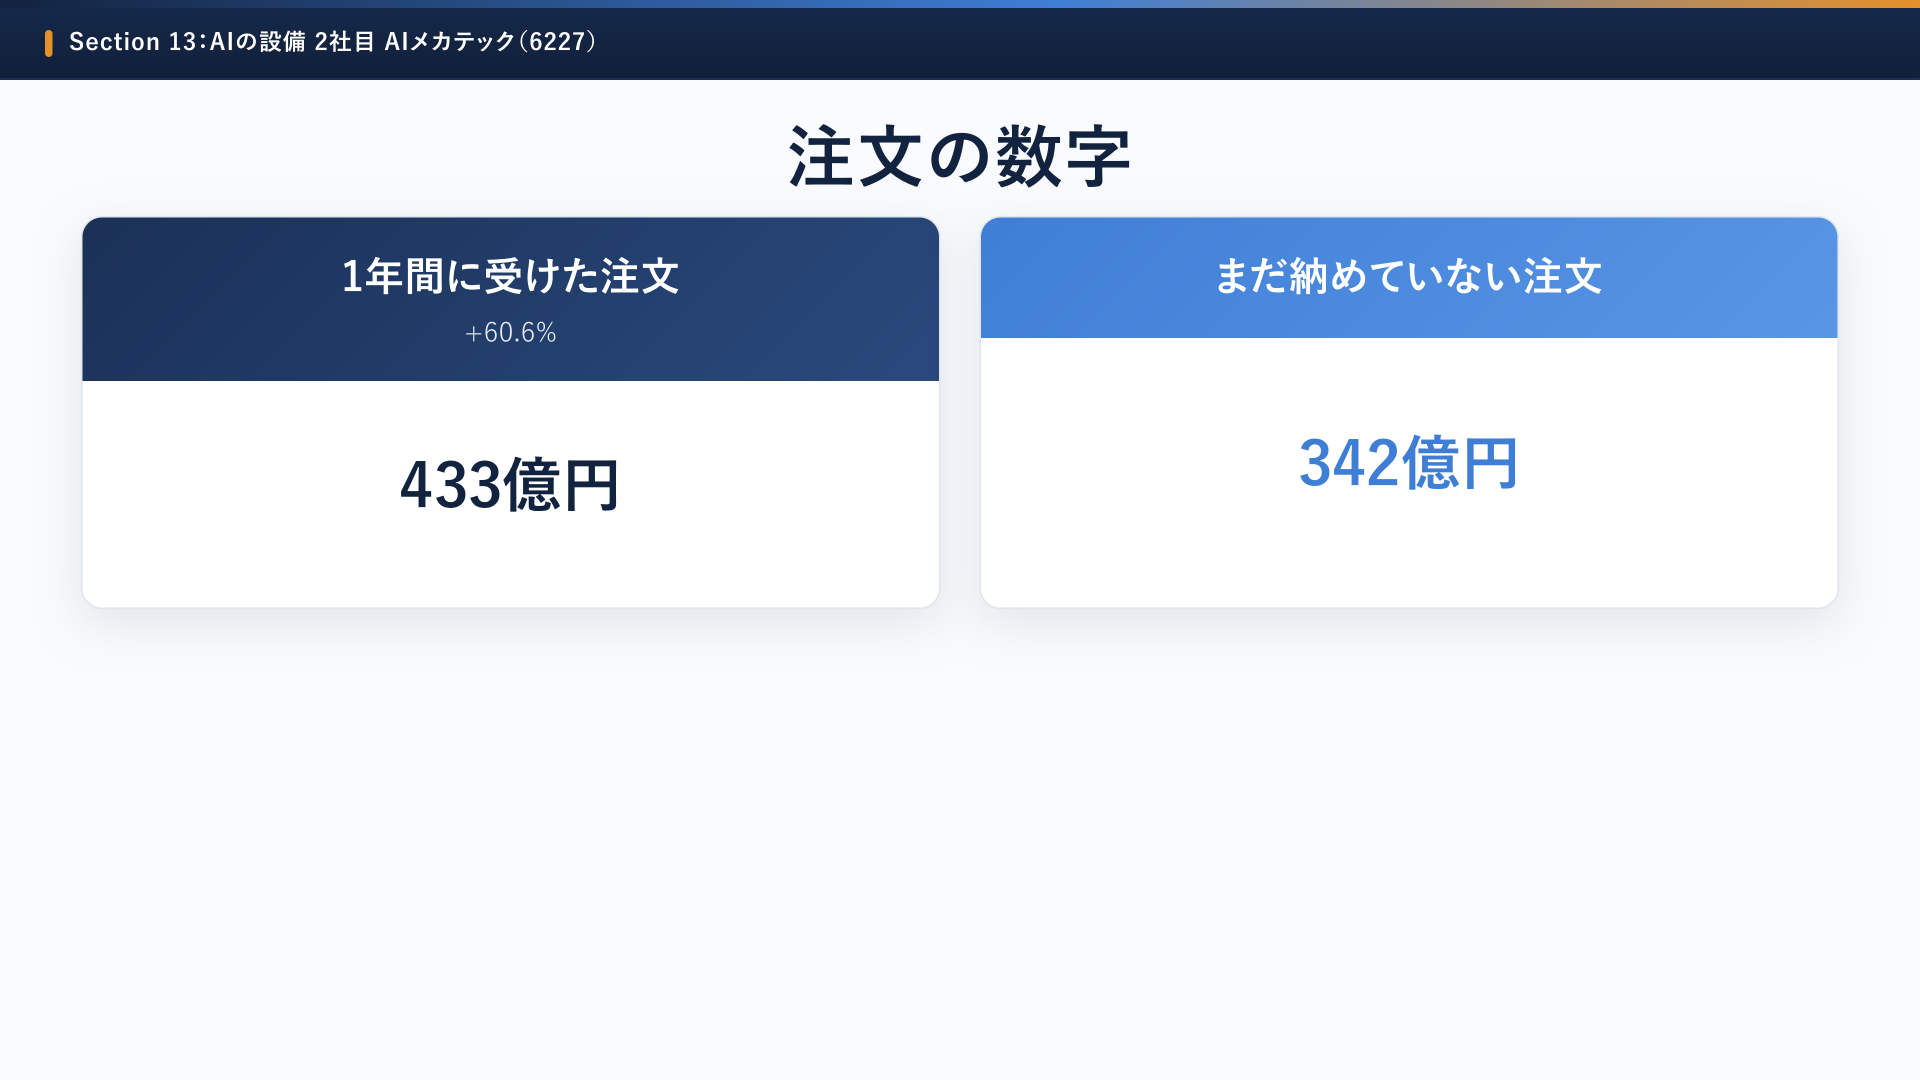 Section 13：AIの設備 2社目 AIメカテック（6227）
注文の数字
1年間に受けた注文
+60.6%
433億円
まだ納めていない注文
342億円